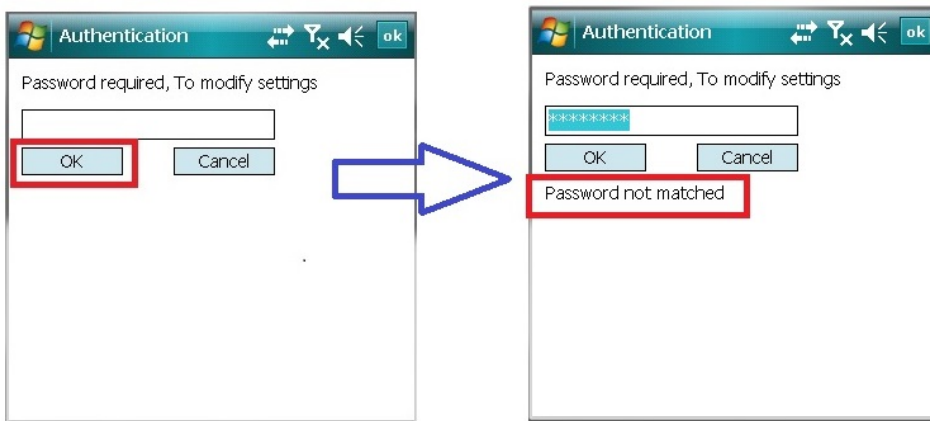 Authentication
ok
Password required, To modify settings
OK
Cancel
Authentication
ok
Password required, To modify settings
********
OK
Cancel
Password not matched